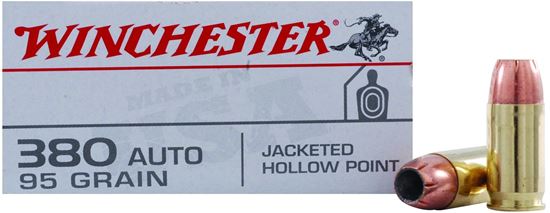 WINCHESTER
MADE IN
USA
380 AUTO
95 GRAIN
JACKETED
HOLLOW POINT